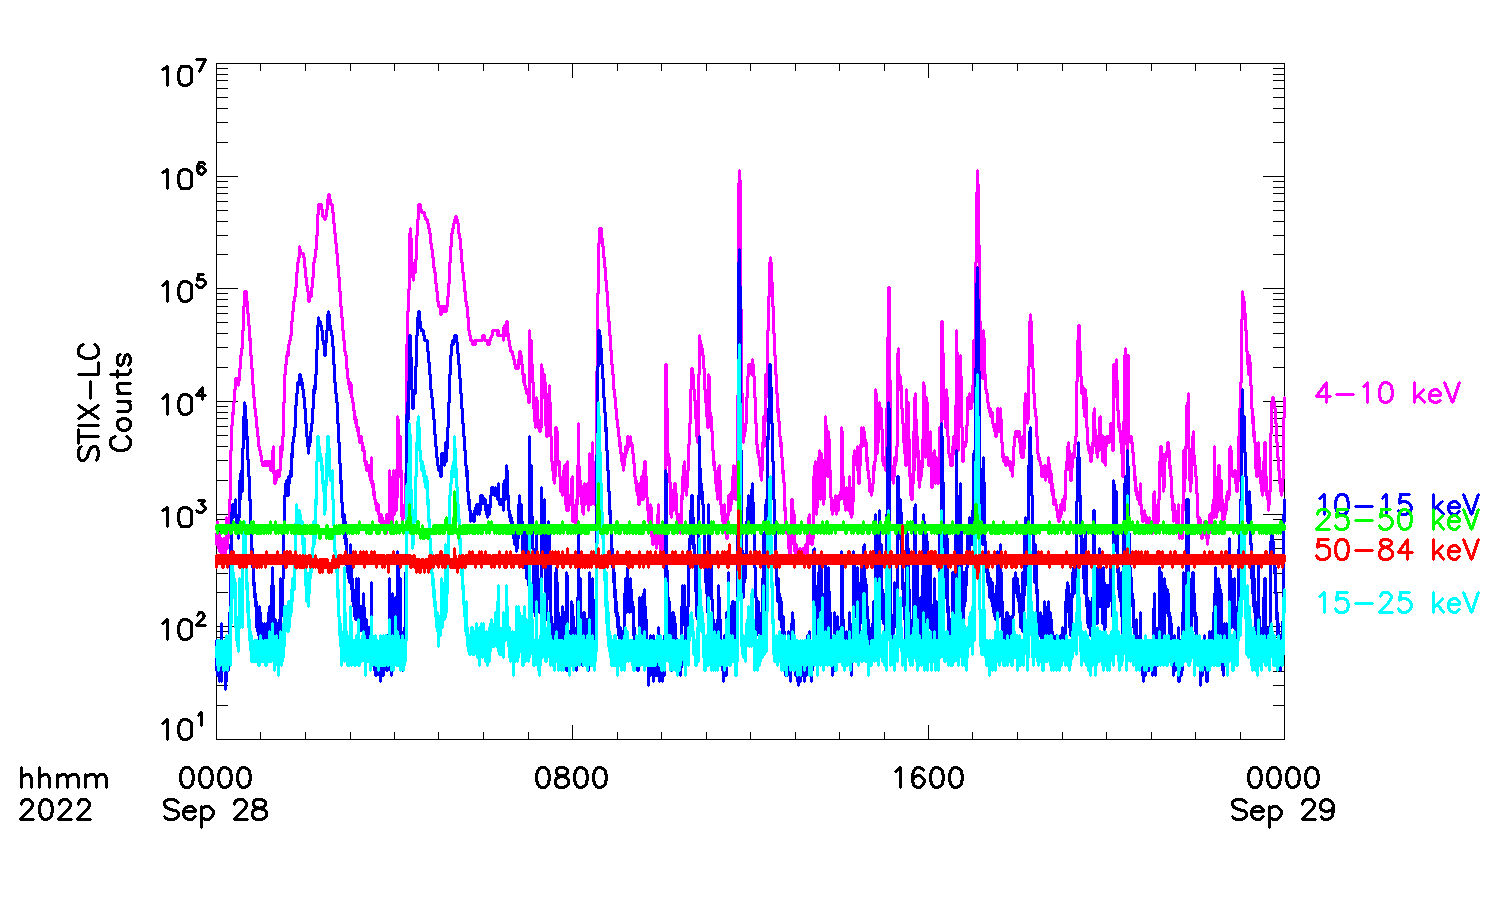 10^7
10^6
10^5
10^4
10^3
10^2
10^1
STIX-LC
Counts
4-10 keV
10-15 keV
25-50 keV
50-84 keV
15-25 keV
hhmm 0000 0800 1600 0000
2022 Sep 28 Sep 29